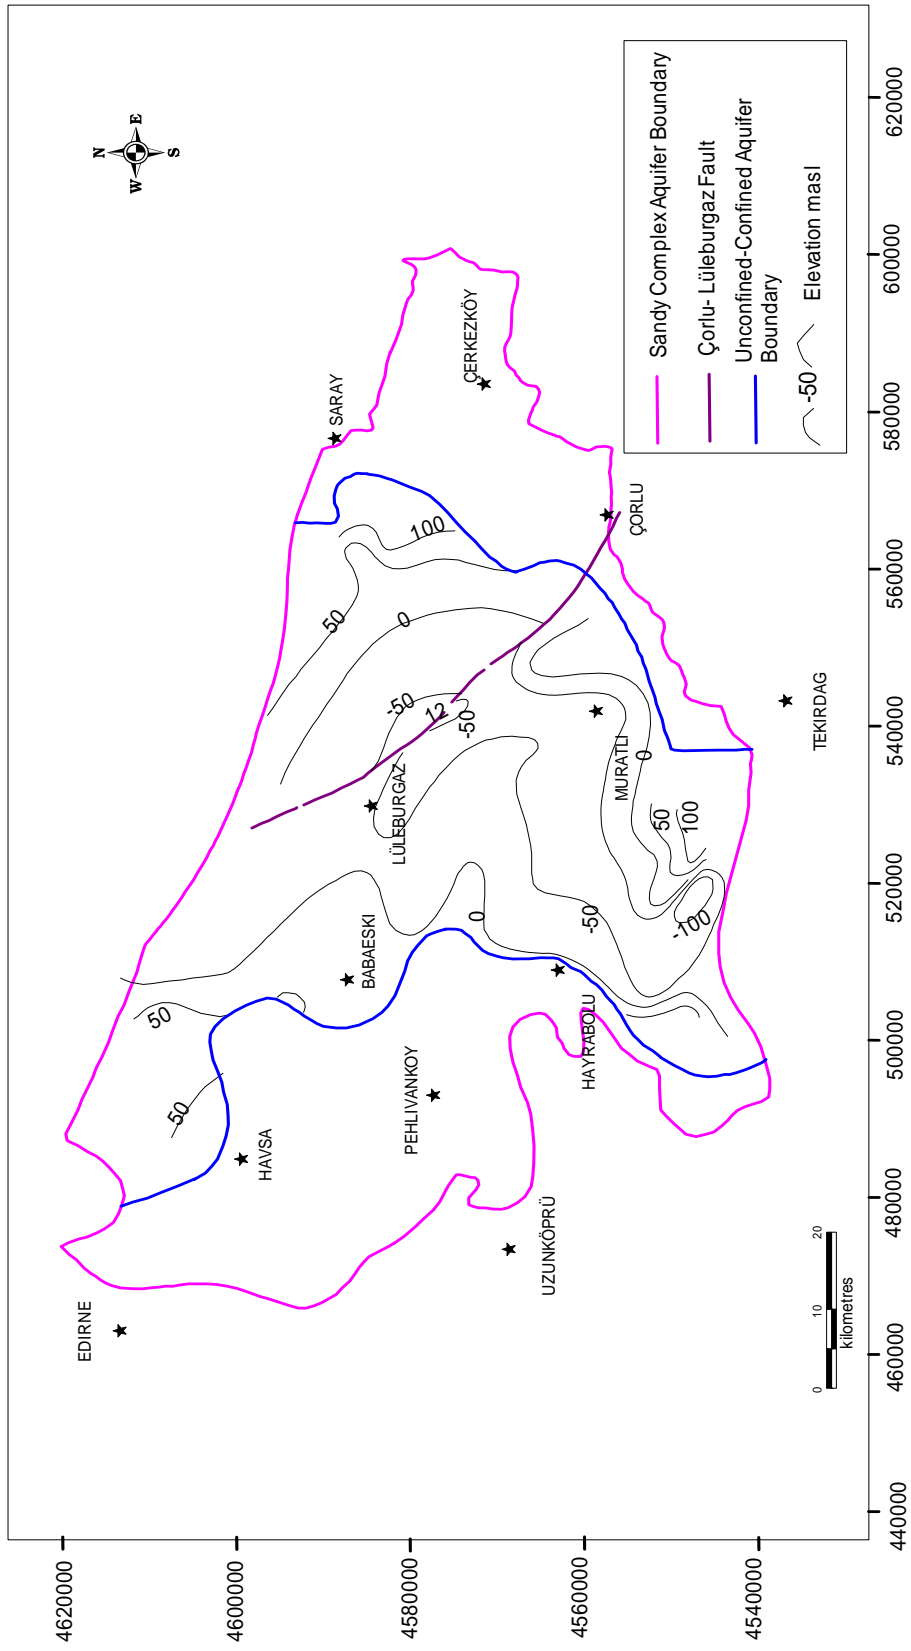 N
E
W
S
SARAY
ÇERKEZKÖY
ÇORLU
TEKIRDAG
MURATLI
LÜLEBURGAZ
BABAESKI
HAYRABOLU
PEHLIVANKOY
HAVSA
UZUNKÖPRÜ
EDIRNE
100
50
0
-50
12
-50
0
50
100
-100
-50
0
50
50
Sandy Complex Aquifer Boundary
Çorlu- Lüleburgaz Fault
Unconfined-Confined Aquifer
Boundary
-50
Elevation masl
0
10
20
kilometres
440000
460000
480000
500000
520000
540000
560000
580000
600000
620000
4620000
4600000
4580000
4560000
4540000